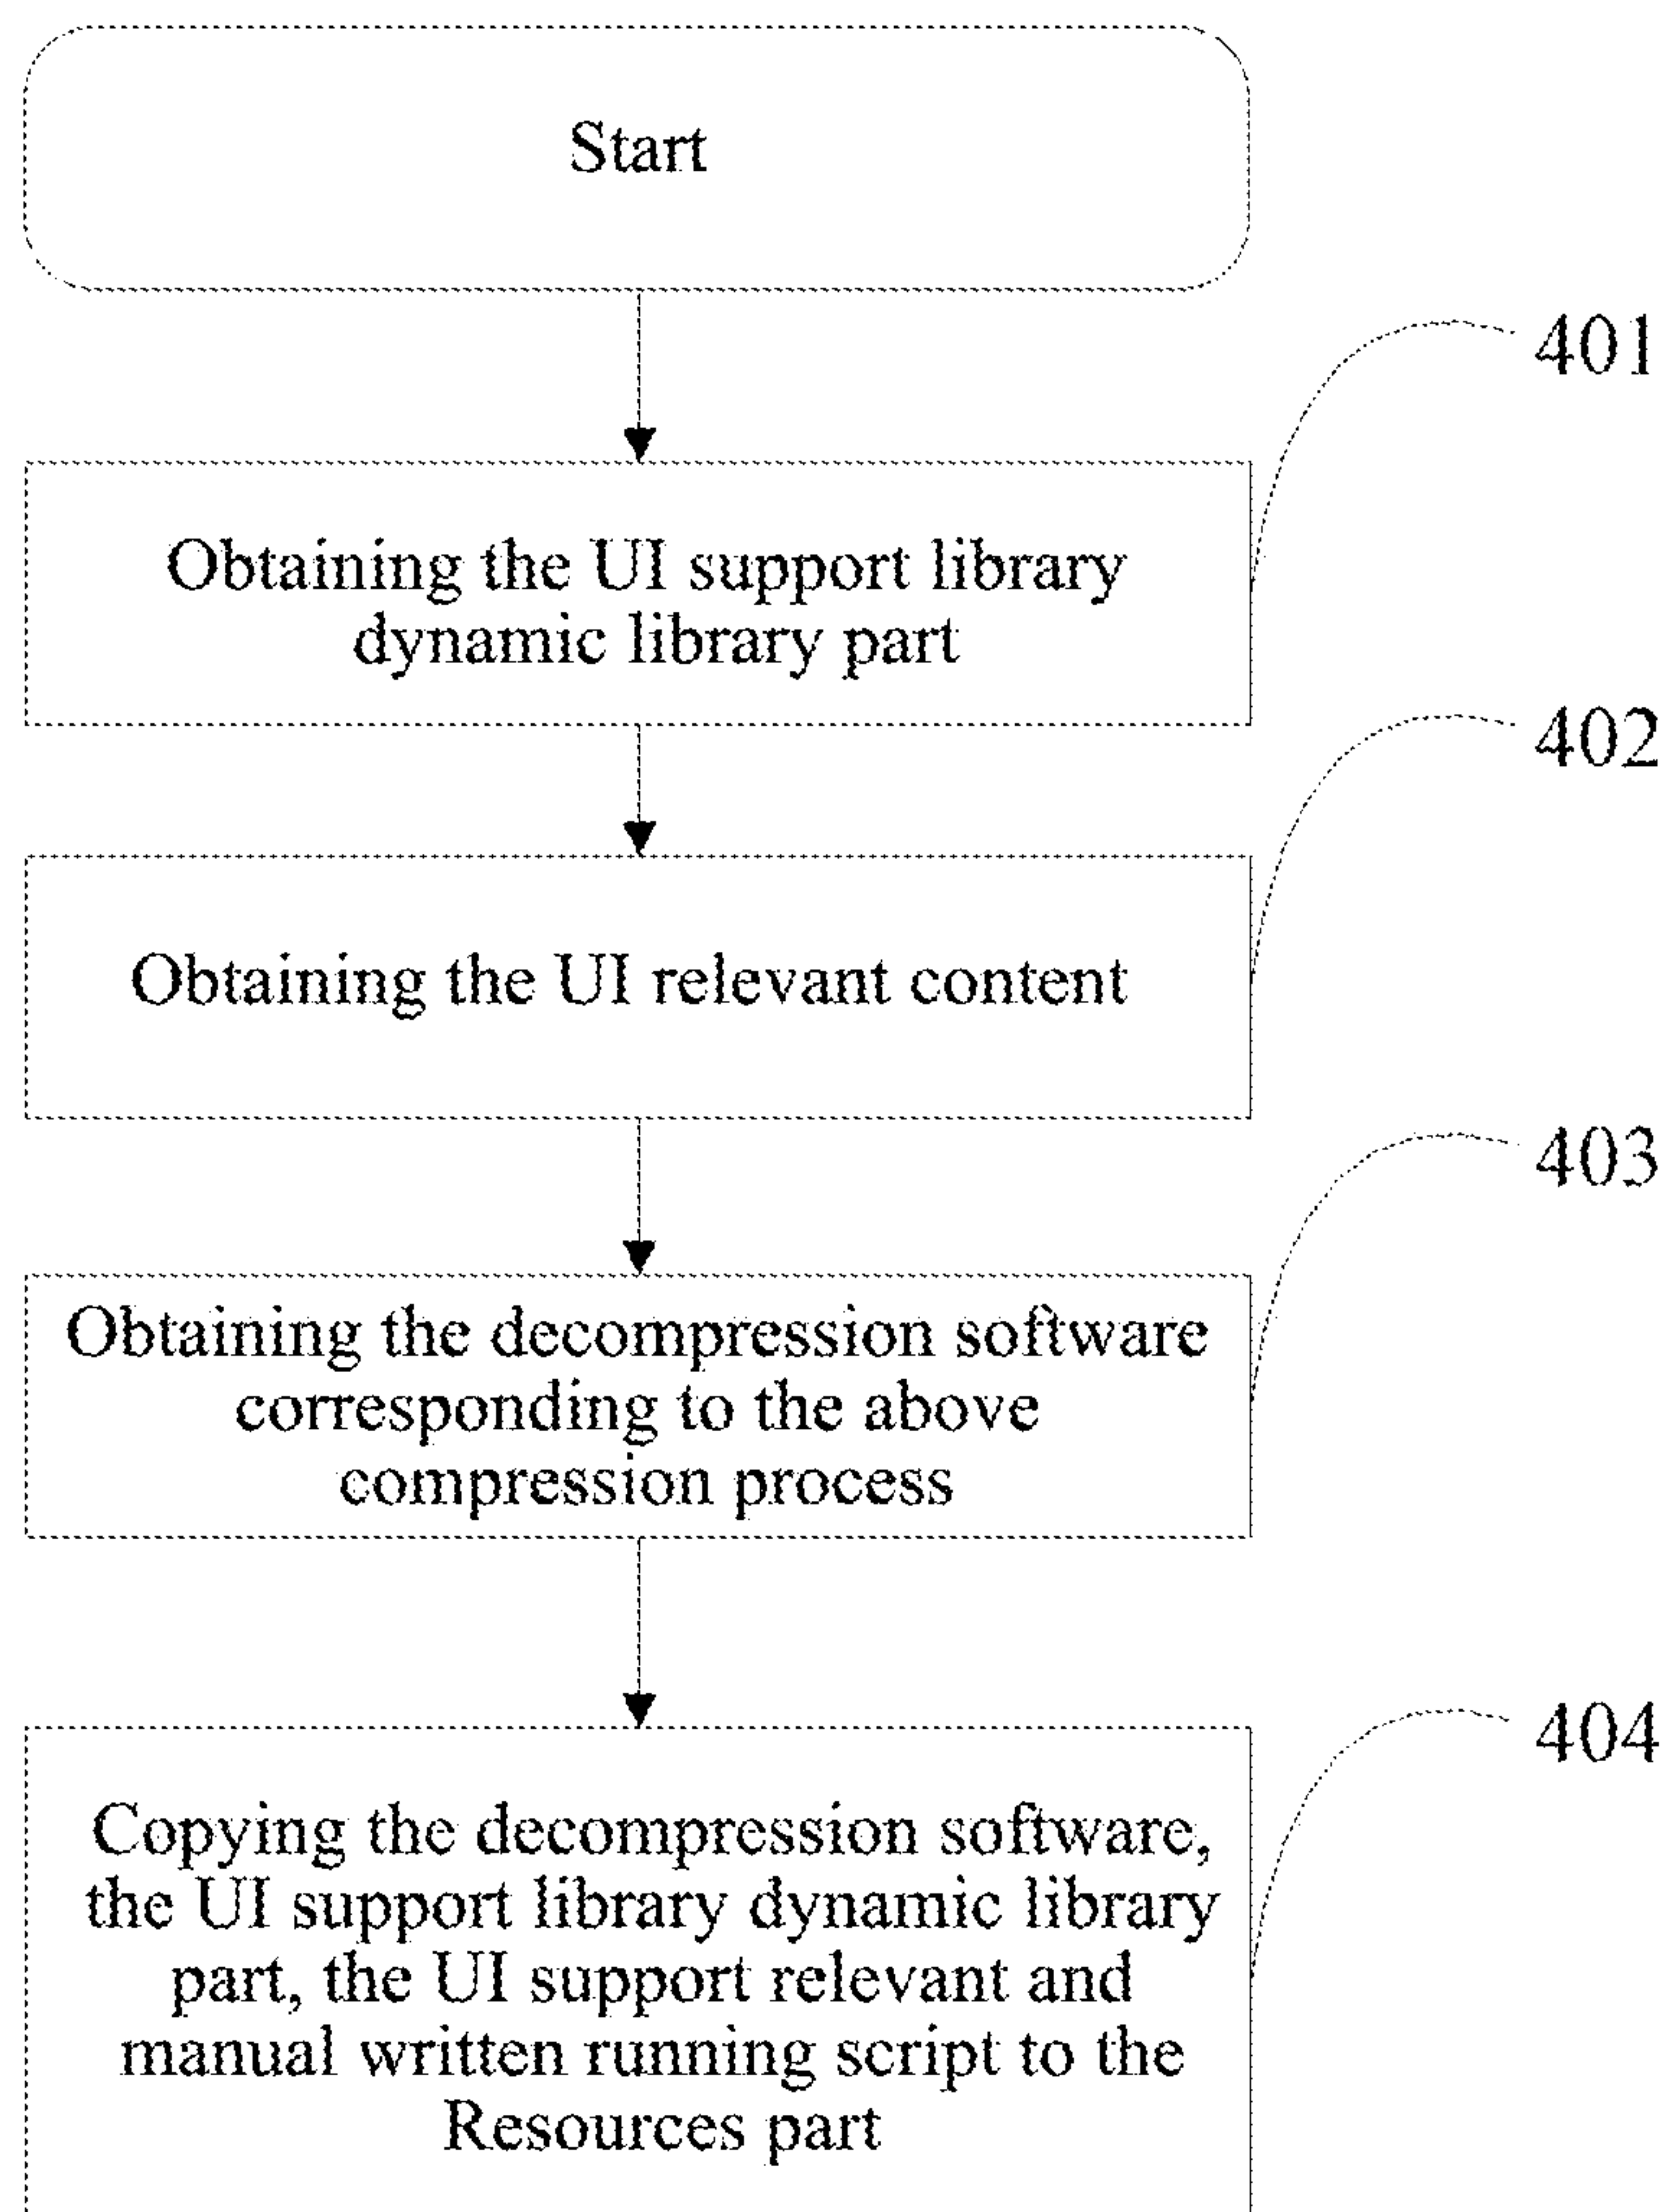 Start
401
Obtaining the UI support library
dynamic library part
402
Obtaining the UI relevant content
403
Obtaining the decompression software
corresponding to the above
compression process
404
Copying the decompression software,
the UI support library dynamic library
part, the UI support relevant and
manual written running script to the
Resources part